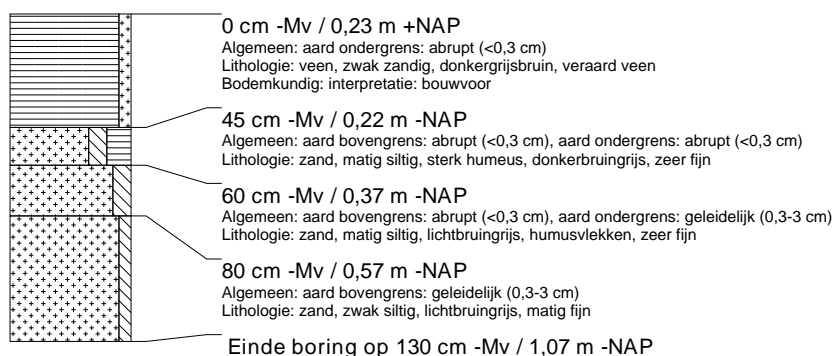 0 cm -Mv / 0,23 m +NAP
Algemeen: aard ondergrens: abrupt (<0,3 cm)
Lithologie: veen, zwak zandig, donkergrijsbruin, veraard veen
Bodemkundig: interpretatie: bouwvoor
45 cm -Mv / 0,22 m -NAP
Algemeen: aard bovengrens: abrupt (<0,3 cm), aard ondergrens: abrupt (<0,3 cm)
Lithologie: zand, matig siltig, sterk humeus, donkerbruingrijs, zeer fijn
60 cm -Mv / 0,37 m -NAP
Algemeen: aard bovengrens: abrupt (<0,3 cm), aard ondergrens: geleidelijk (0,3-3 cm)
Lithologie: zand, matig siltig, lichtbruingrijs, humusvlekken, zeer fijn
80 cm -Mv / 0,57 m -NAP
Algemeen: aard bovengrens: geleidelijk (0,3-3 cm)
Lithologie: zand, zwak siltig, lichtbruingrijs, matig fijn
Einde boring op 130 cm -Mv / 1,07 m -NAP